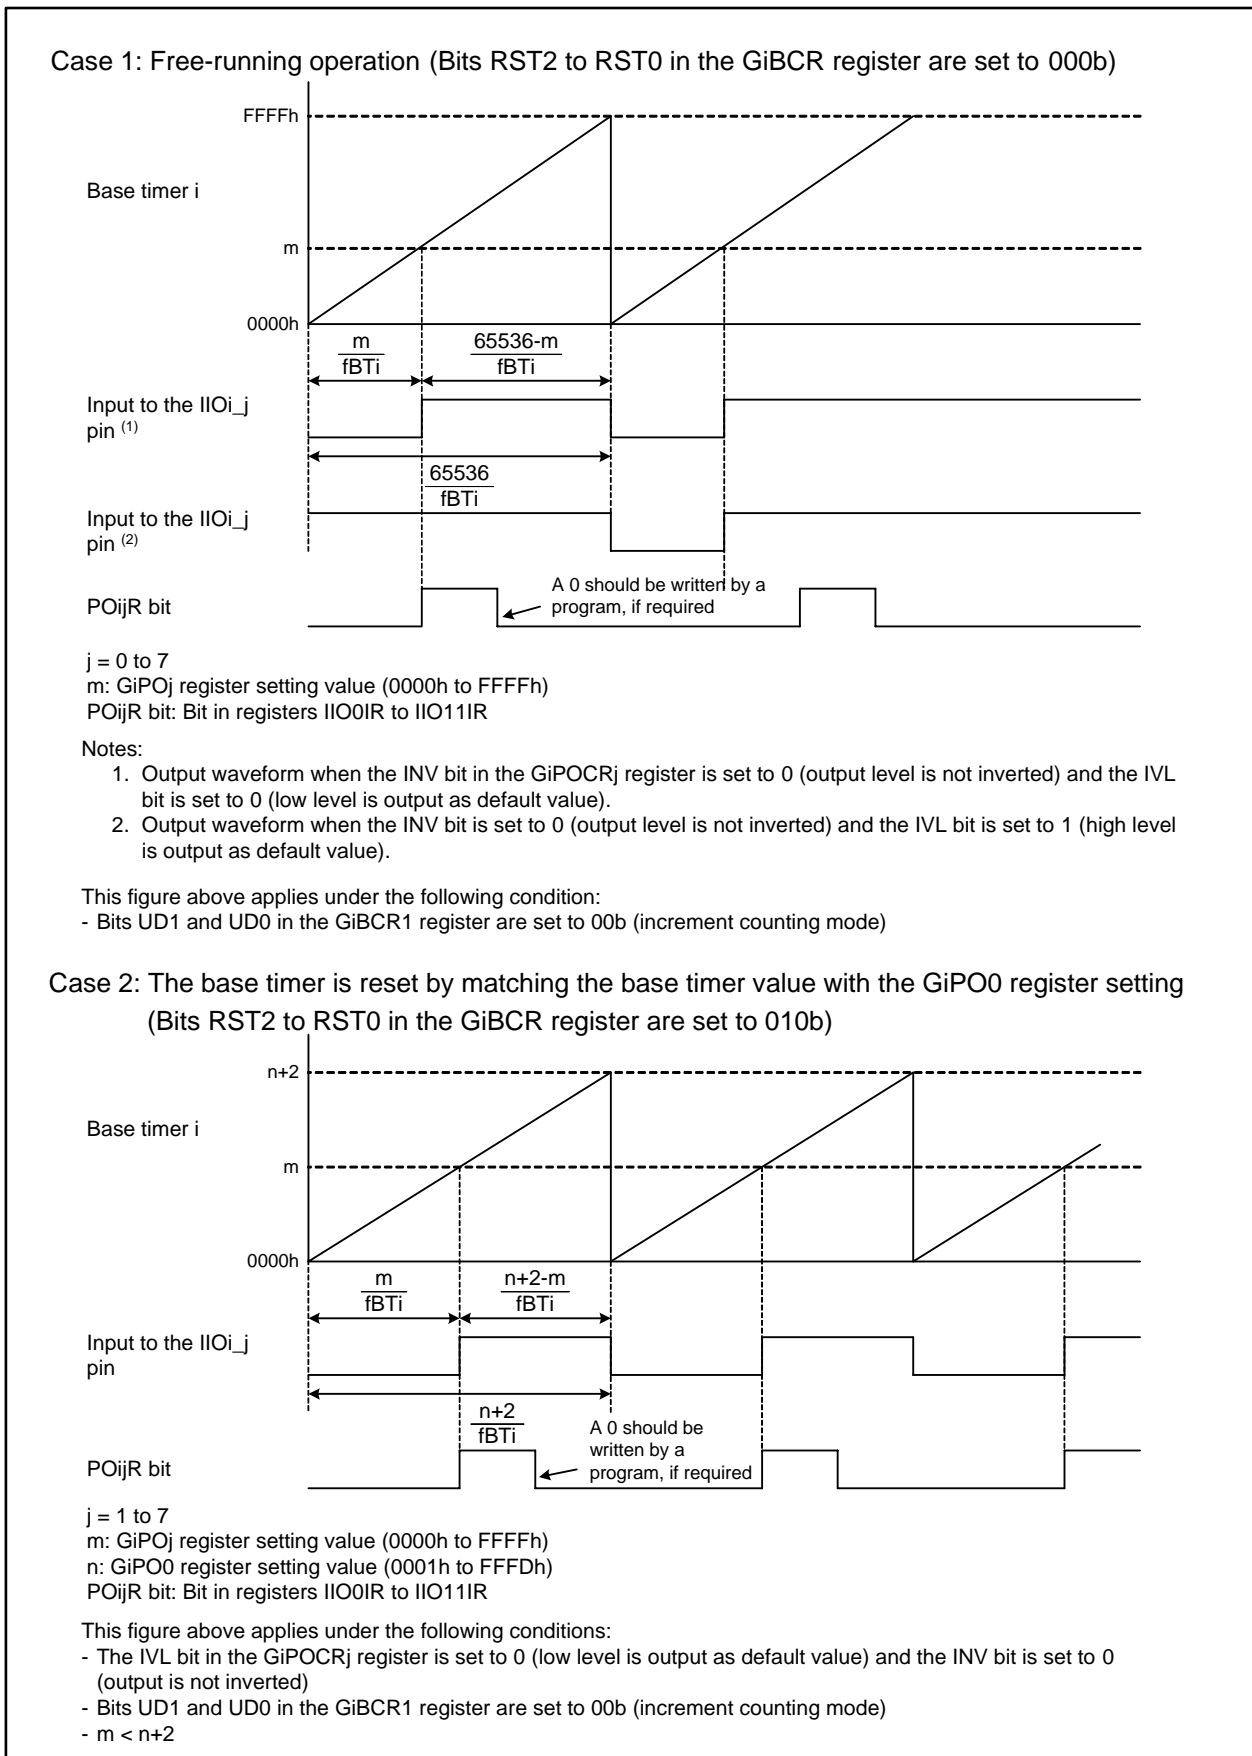 Case 1: Free-running operation (Bits RST2 to RST0 in the GiBCR register are set to 000b)
FFFFh
Base timer i
m
0000h
m
fBTi
65536-m
fBTi
Input to the IIOi_j
pin (1)
65536
fBTi
Input to the IIOi_j
pin (2)
A 0 should be written by a
program, if required
POijR bit
j = 0 to 7
m: GiPOj register setting value (0000h to FFFFh)
POijR bit: Bit in registers IIO0IR to IIO11IR
Notes:
1. Output waveform when the INV bit in the GiPOCRj register is set to 0 (output level is not inverted) and the IVL
bit is set to 0 (low level is output as default value).
2. Output waveform when the INV bit is set to 0 (output level is not inverted) and the IVL bit is set to 1 (high level
is output as default value).
This figure above applies under the following condition:
- Bits UD1 and UD0 in the GiBCR1 register are set to 00b (increment counting mode)
Case 2: The base timer is reset by matching the base timer value with the GiPO0 register setting
(Bits RST2 to RST0 in the GiBCR register are set to 010b)
n+2
Base timer i
m
0000h
m
fBTi
n+2-m
fBTi
Input to the IIOi_j
pin
n+2
fBTi
A 0 should be
written by a
program, if required
POijR bit
j = 1 to 7
m: GiPOj register setting value (0000h to FFFFh)
n: GiPO0 register setting value (0001h to FFFDh)
POijR bit: Bit in registers IIO0IR to IIO11IR
This figure above applies under the following conditions:
- The IVL bit in the GiPOCRj register is set to 0 (low level is output as default value) and the INV bit is set to 0
(output is not inverted)
- Bits UD1 and UD0 in the GiBCR1 register are set to 00b (increment counting mode)
- m < n+2